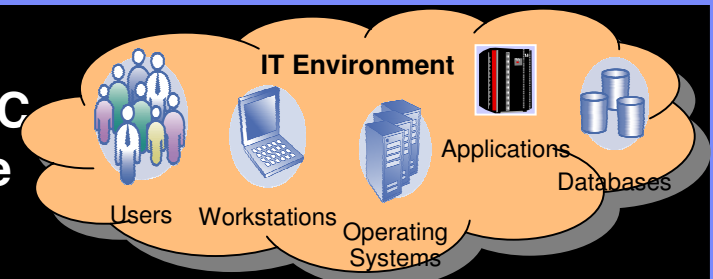 IT Environment
C
e
Applications
Databases
Users
Workstations
Operating
Systems